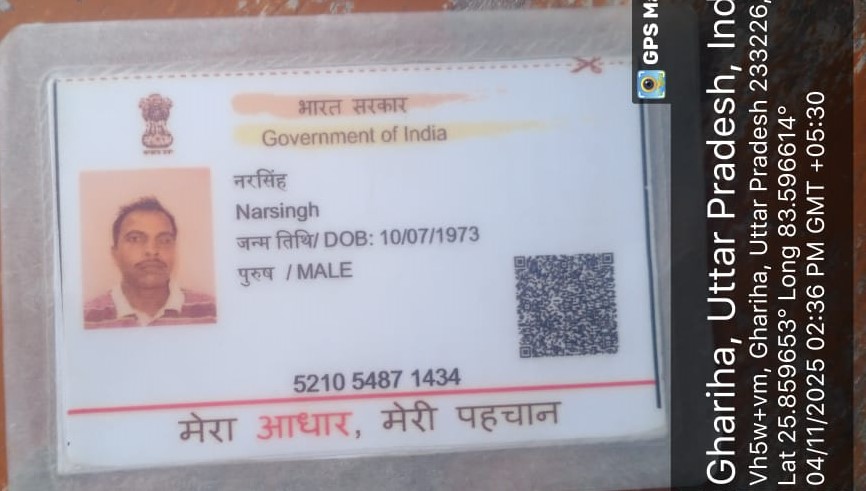 भारत सरकार
Government of India
नरसिंह
Narsingh
जन्म तिथि/ DOB: 10/07/1973
पुरुष / MALE
5210 5487 1434
मेरा आधार, मेरी पहचान
GPS
Ghariha, Uttar Pradesh,
Vh5w+vm, Ghariha, Uttar Pradesh 233226,
Lat 25.859653° Long 83.596614°
04/11/2025 02:36 PM GMT +05:30